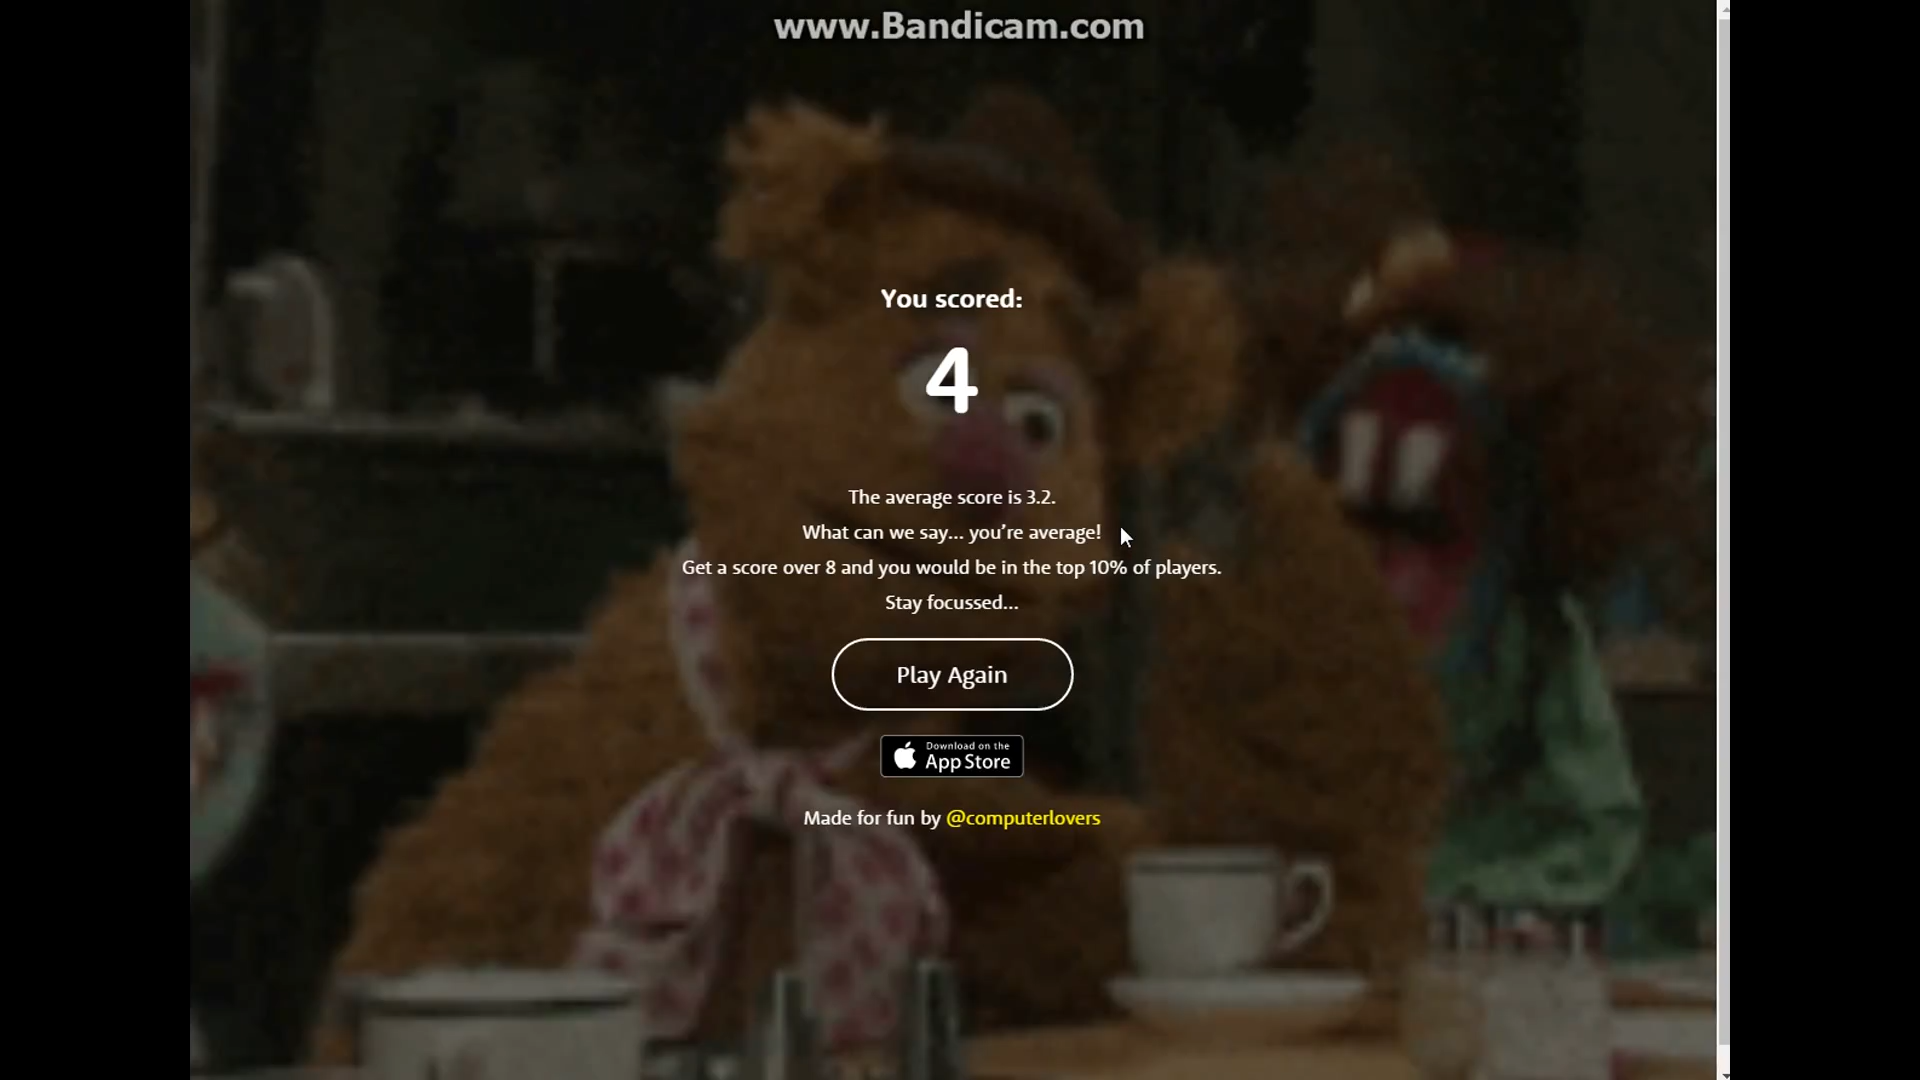 www.Bandicam.com
You scored:
4
The average score is 3.2.
What can we say... you're average!
Get a score over 8 and you would be in the top 10% of players.
Stay focussed...
Play Again
Download on the
App Store
Made for fun by @computerlovers